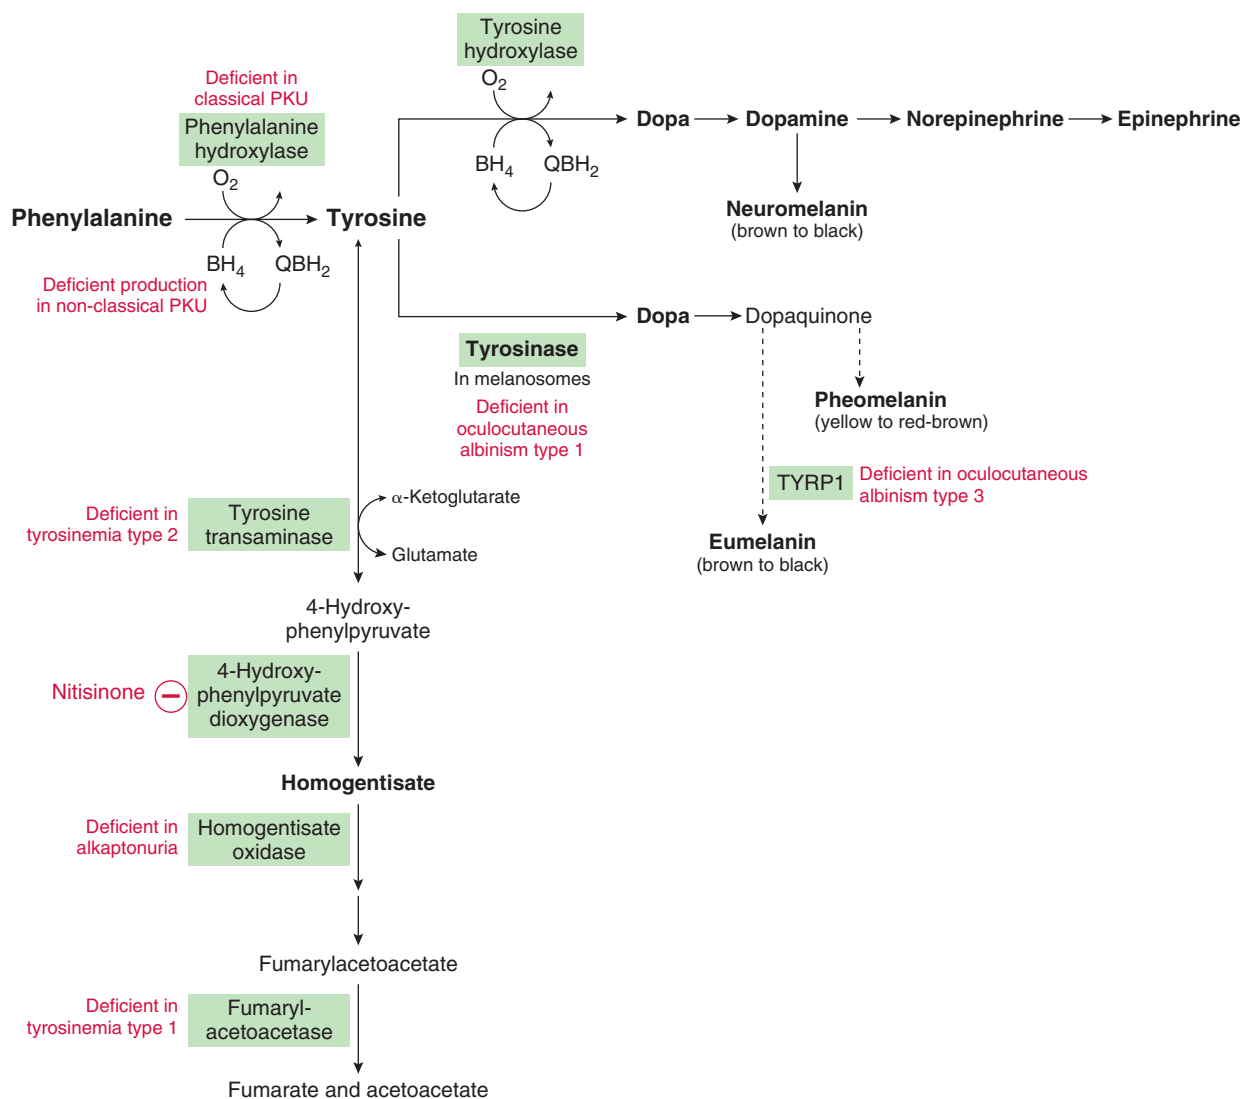 Tyrosine
hydroxylase
O₂
Deficient in
classical PKU
Phenylalanine
hydroxylase
O₂
Dopa
Dopamine
Norepinephrine
Epinephrine
BH₄
QBH₂
Phenylalanine
Tyrosine
Neuromelanin
(brown to black)
BH₄
QBH₂
Deficient production
in non-classical PKU
Dopa
Dopaquinone
Tyrosinase
In melanosomes
Deficient in
oculocutaneous
albinism type 1
Pheomelanin
(yellow to red-brown)
TYRP1
Deficient in oculocutaneous
albinism type 3
Eumelanin
(brown to black)
Deficient in
tyrosinemia type 2
Tyrosine
transaminase
α-Ketoglutarate
Glutamate
4-Hydroxy-
phenylpyruvate
Nitisinone
−
4-Hydroxy-
phenylpyruvate
dioxygenase
Homogentisate
Deficient in
alkaptonuria
Homogentisate
oxidase
Fumarylacetoacetate
Deficient in
tyrosinemia type 1
Fumaryl-
acetoacetase
Fumarate and acetoacetate